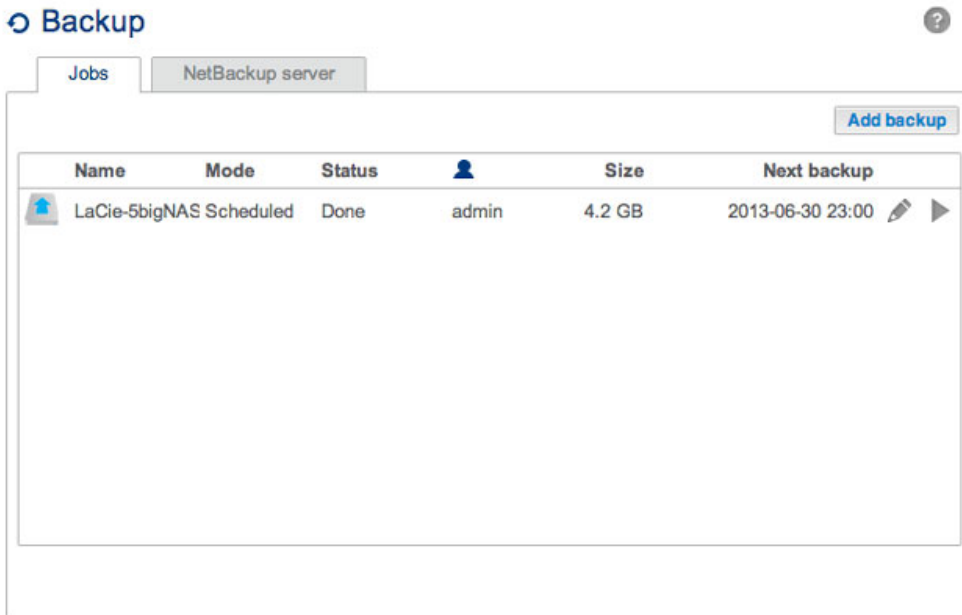 Backup
?
Jobs NetBackup server
Add backup
Name Mode Status Size Next backup
LaCie-5bigNAS Scheduled Done admin 4.2 GB 2013-06-30 23:00